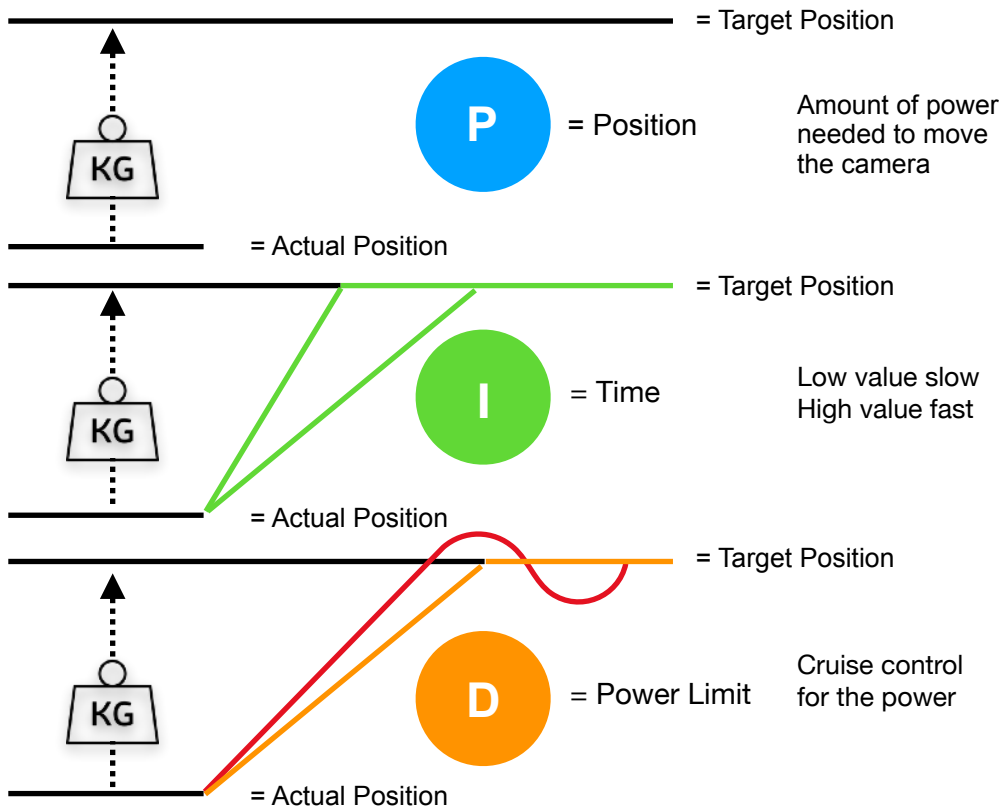 = Target Position
P
= Position
Amount of power
needed to move
the camera
KG
= Actual Position
= Target Position
I
= Time
Low value slow
High value fast
KG
= Actual Position
= Target Position
D
= Power Limit
Cruise control
for the power
KG
= Actual Position